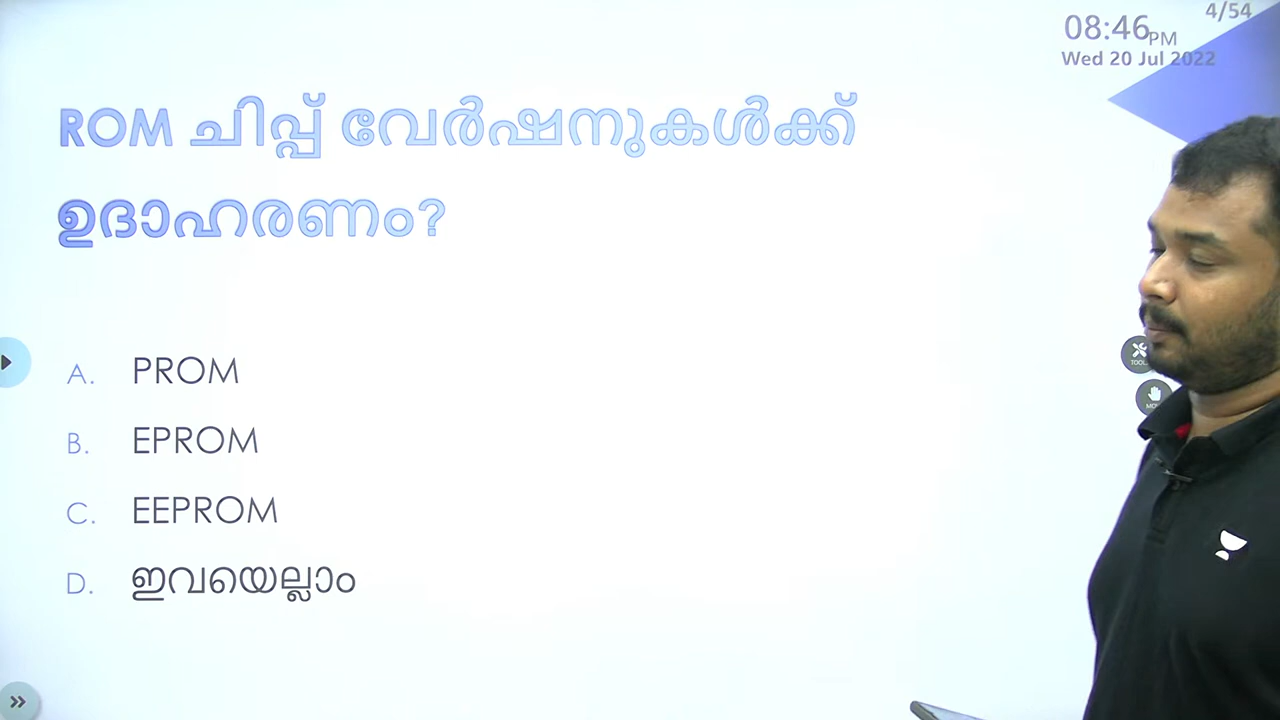 4/54
08:46PM
Wed 20 Jul 2022
ROM ചിപ്പ് വേർഷനുകൾക്ക്
ഉദാഹരണം?
A. PROM
B. EPROM
C. EEPROM
D. ഇവയെല്ലാം